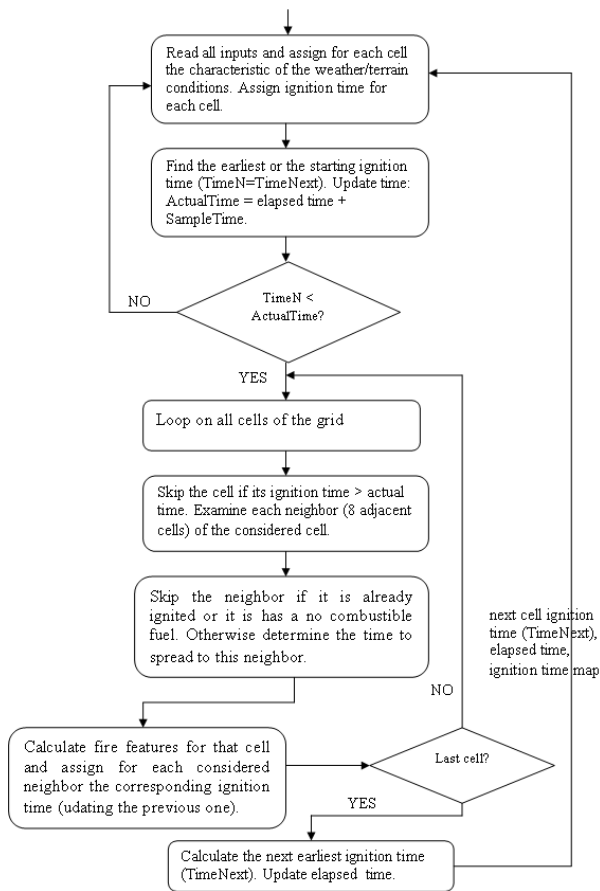 Read all inputs and assign for each cell
the characteristic of the weather/terrain
conditions. Assign ignition time for
each cell.
Find the earliest or the starting ignition
time (TimeN=TimeNext). Update time:
ActualTime = elapsed time +
SampleTime.
NO
TimeN <
ActualTime?
YES
Loop on all cells of the grid
Skip the cell if its ignition time > actual
time. Examine each neighbor (8 adjacent
cells) of the considered cell.
Skip the neighbor if it is already
ignited or it is has a no combustible
fuel. Otherwise determine the time to
spread to this neighbor.
next cell ignition
time (TimeNext),
elapsed time,
ignition time map
NO
Calculate fire features for that cell
and assign for each considered
neighbor the corresponding ignition
time (udating the previous one).
Last cell?
YES
Calculate the next earliest ignition time
(TimeNext). Update elapsed time.